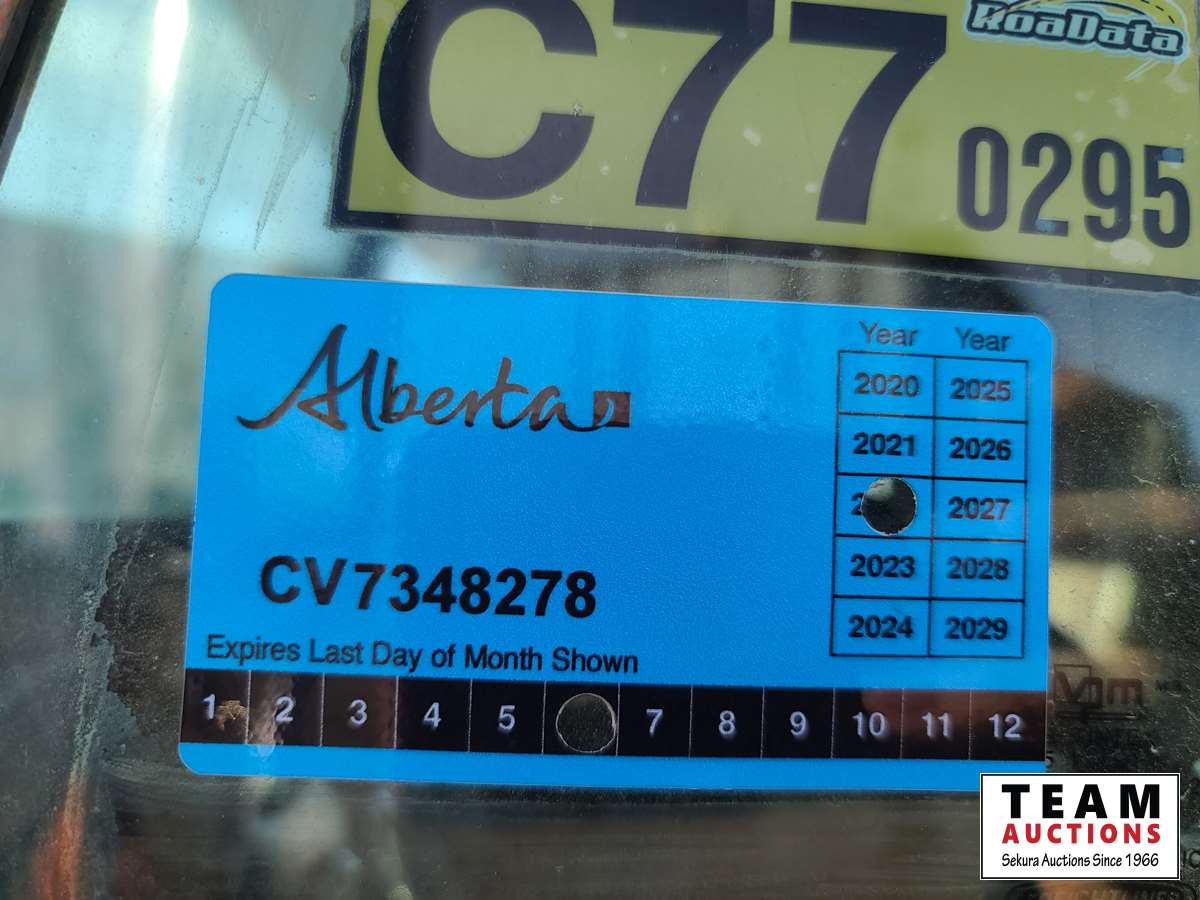 C77
0295
RoaData
Alberta
Year Year
2020 2025
2021 2026
2027
2023 2028
2024 2029
CV7348278
Expires Last Day of Month Shown
1 2 3 4 5 7 8 9 10 11 12
TEAM
AUCTIONS
Sekura Auctions Since 1966